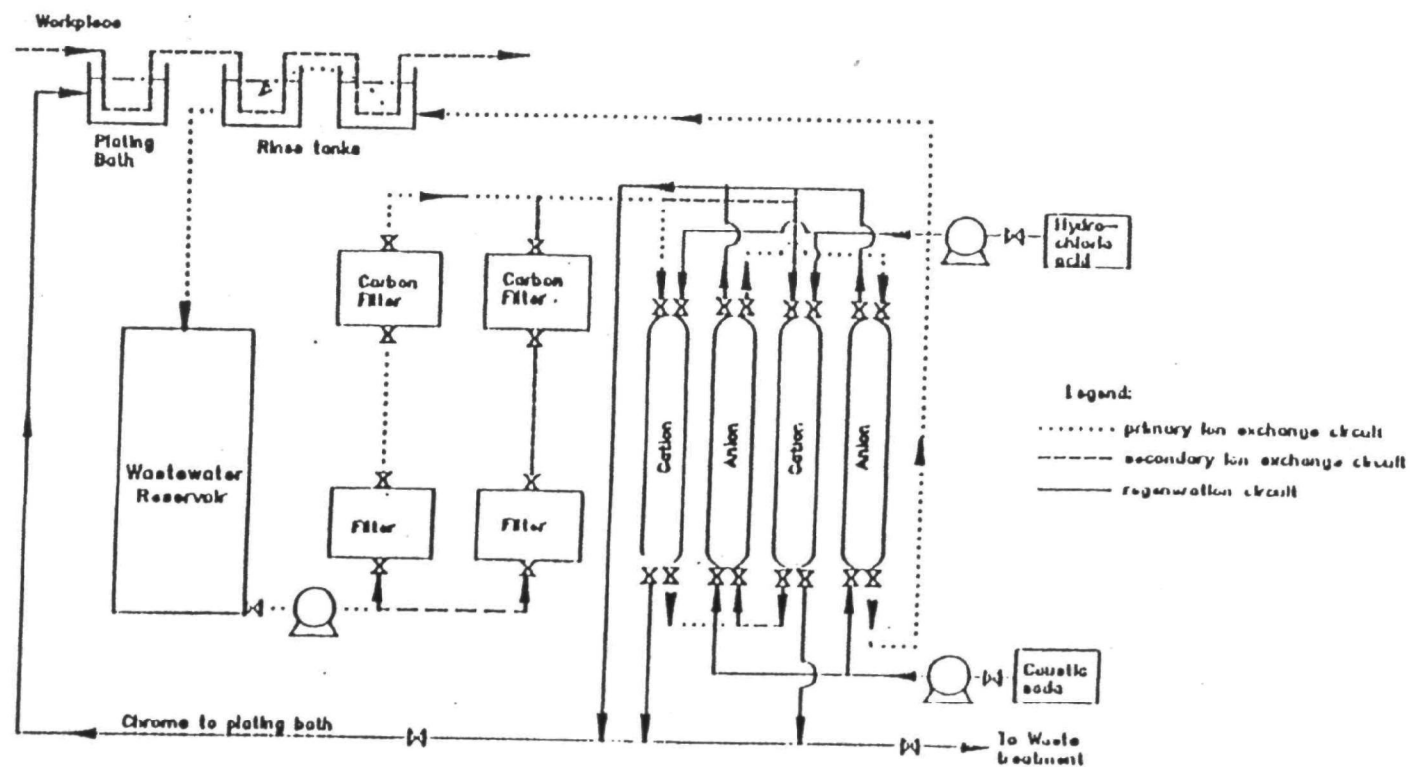 Workpiece
Plating
Bath
Rinse tanks
Carbon
Filter
Carbon
Filter
Hydro-
chloric
acid
Wastewater
Reservoir
Filter
Filter
Cation
Anion
Cation
Anion
Legend:
primary ion exchange circuit
secondary ion exchange circuit
regeneration circuit
Caustic
soda
Chrome to plating bath
To Waste
treatment